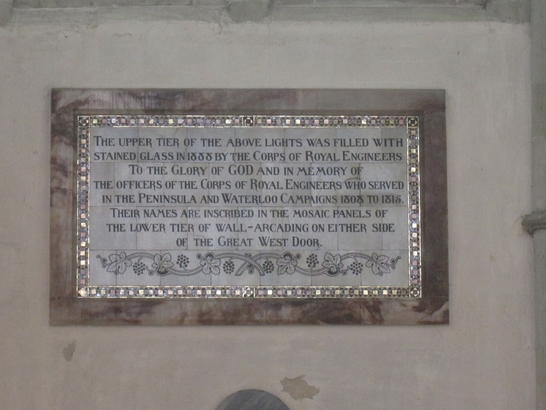 THE UPPER TIER OF THE ABOVE LIGHTS WAS FILLED WITH
STAINED GLASS IN 1888 BY THE CORPS OF ROYAL ENGINEERS
TO THE GLORY OF GOD AND IN MEMORY OF
THE OFFICERS OF THE CORPS OF ROYAL ENGINEERS WHO SERVED
IN THE PENINSULA AND WATERLOO CAMPAIGNS 1808 TO 1815.
THEIR NAMES ARE INSCRIBED IN THE MOSAIC PANELS OF
THE LOWER TIER OF WALL-ARCADING ON EITHER SIDE
OF THE GREAT WEST DOOR.